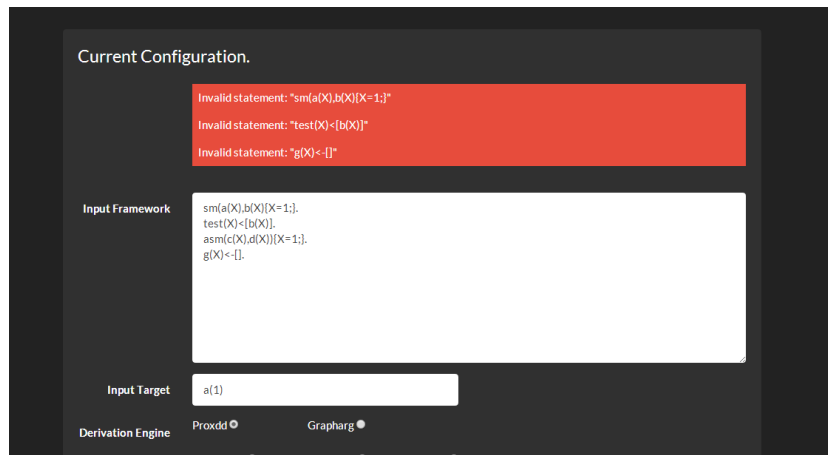 Current Configuration.
Invalid statement: "sm(a(X),b(X){X=1;}"
Invalid statement: "test(X)<[b(X)]"
Invalid statement: "g(X)<-[]"
Input Framework
sm(a(X),b(X){X=1;}.
test(X)<[b(X)].
asm(c(X),d(X)){X=1;}.
g(X)<-[].
Input Target
a(1)
Derivation Engine
Proxdd Grapharg